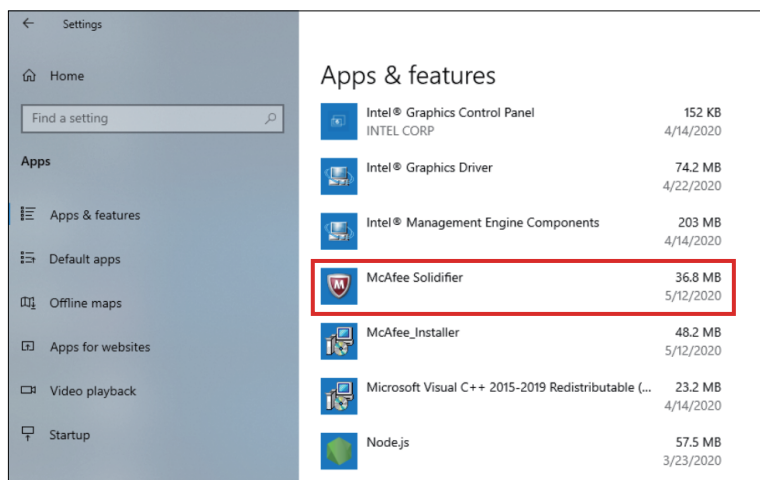 Settings
Home
Find a setting
Apps
Apps & features
Default apps
Offline maps
Apps for websites
Video playback
Startup
Apps & features
Intel® Graphics Control Panel 152 KB
INTEL CORP 4/14/2020
Intel® Graphics Driver 74.2 MB
4/22/2020
Intel® Management Engine Components 203 MB
4/14/2020
McAfee Solidifier 36.8 MB
5/12/2020
McAfee_Installer 48.2 MB
5/12/2020
Microsoft Visual C++ 2015-2019 Redistributable (... 23.2 MB
4/14/2020
Node.js 57.5 MB
3/23/2020